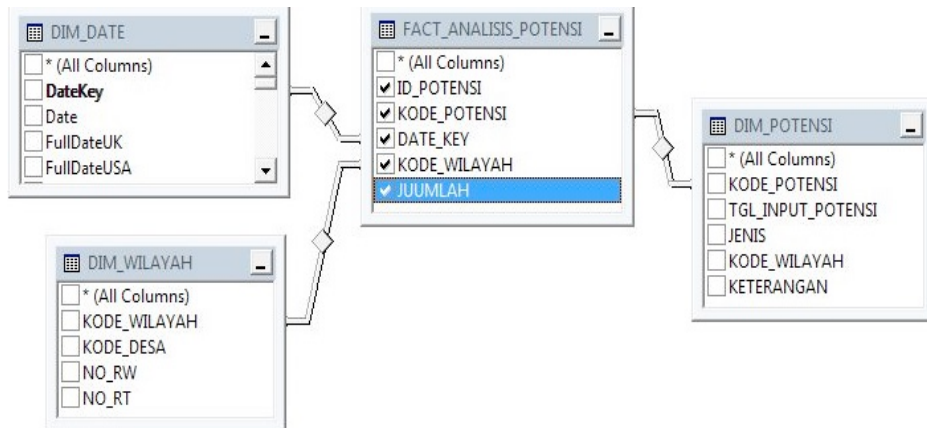 DIM_DATE
* (All Columns)
DateKey
Date
FullDateUK
FullDateUSA
FACT_ANALISIS_POTENSI
* (All Columns)
ID_POTENSI
KODE_POTENSI
DATE_KEY
KODE_WILAYAH
JUUMLAH
DIM_POTENSI
* (All Columns)
KODE_POTENSI
TGL_INPUT_POTENSI
JENIS
KODE_WILAYAH
KETERANGAN
DIM_WILAYAH
* (All Columns)
KODE_WILAYAH
KODE_DESA
NO_RW
NO_RT